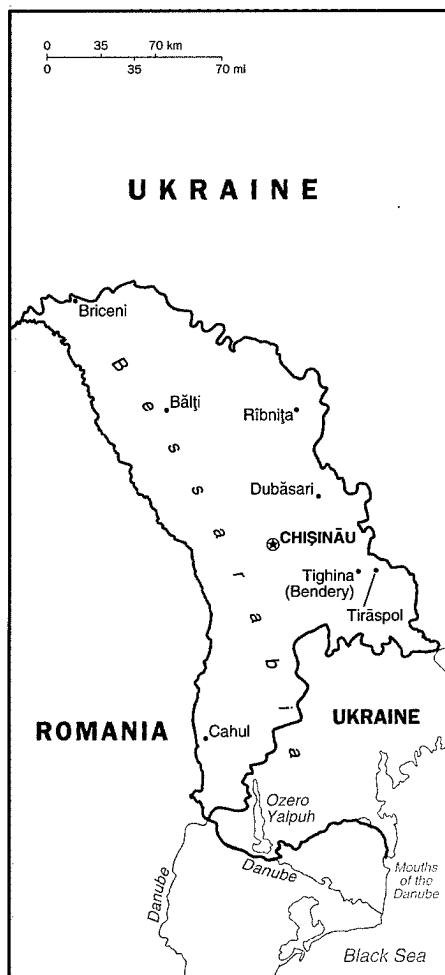 0 35 70 km
0 35 70 mi
UKRAINE
Briceni
Bessarabia
Bălţi
Rîbniţa
Dubăsari
CHIŞINĂU
Tighina
(Bendery)
Tirăspol
ROMANIA
Cahul
UKRAINE
Ozero
Yalpuh
Danube
Danube
Mouths
of the
Danube
Black Sea